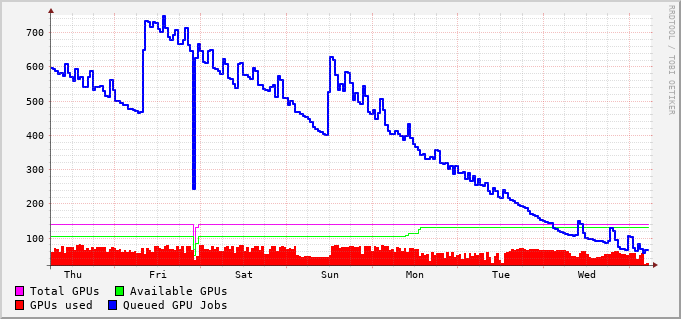 RRDTOOL / TOBI OETIKER
700
600
500
400
300
200
100
Thu Fri Sat Sun Mon Tue Wed
Total GPUs Available GPUs
GPUs used Queued GPU Jobs